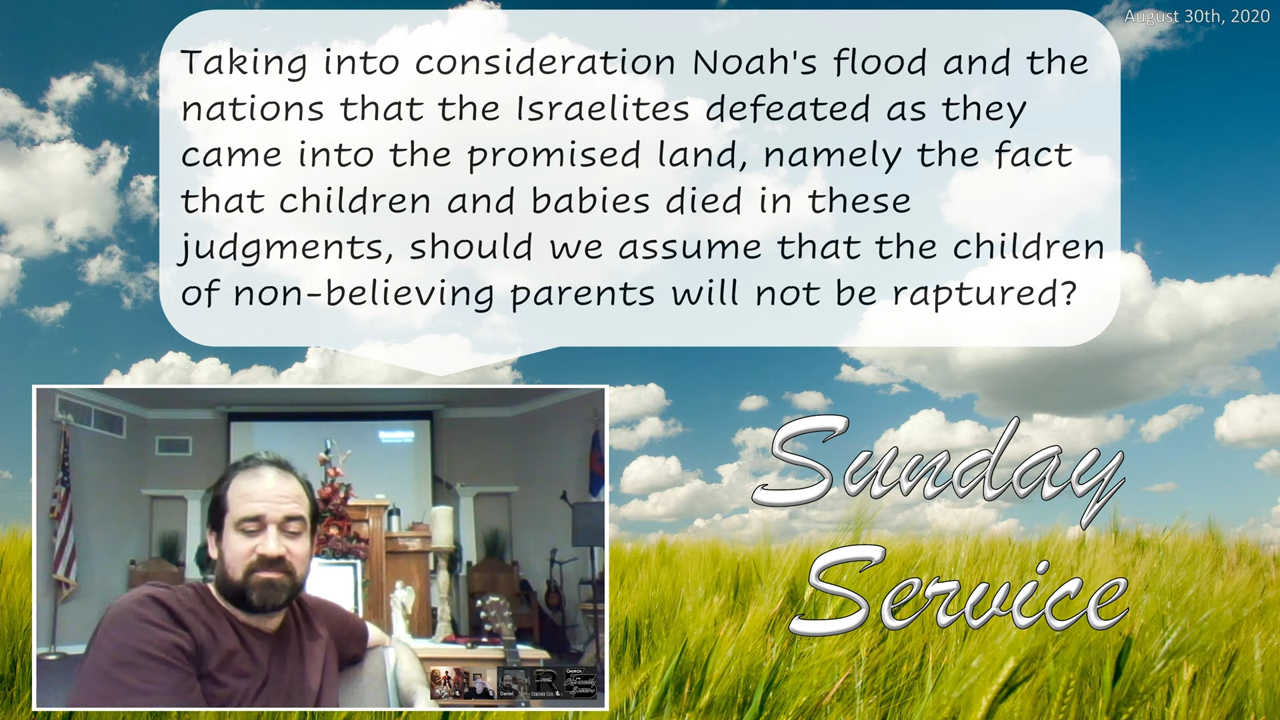 August 30th, 2020
Taking into consideration Noah's flood and the
nations that the Israelites defeated as they
came into the promised land, namely the fact
that children and babies died in these
judgments, should we assume that the children
of non-believing parents will not be raptured?
Sunday
Service
Daniel